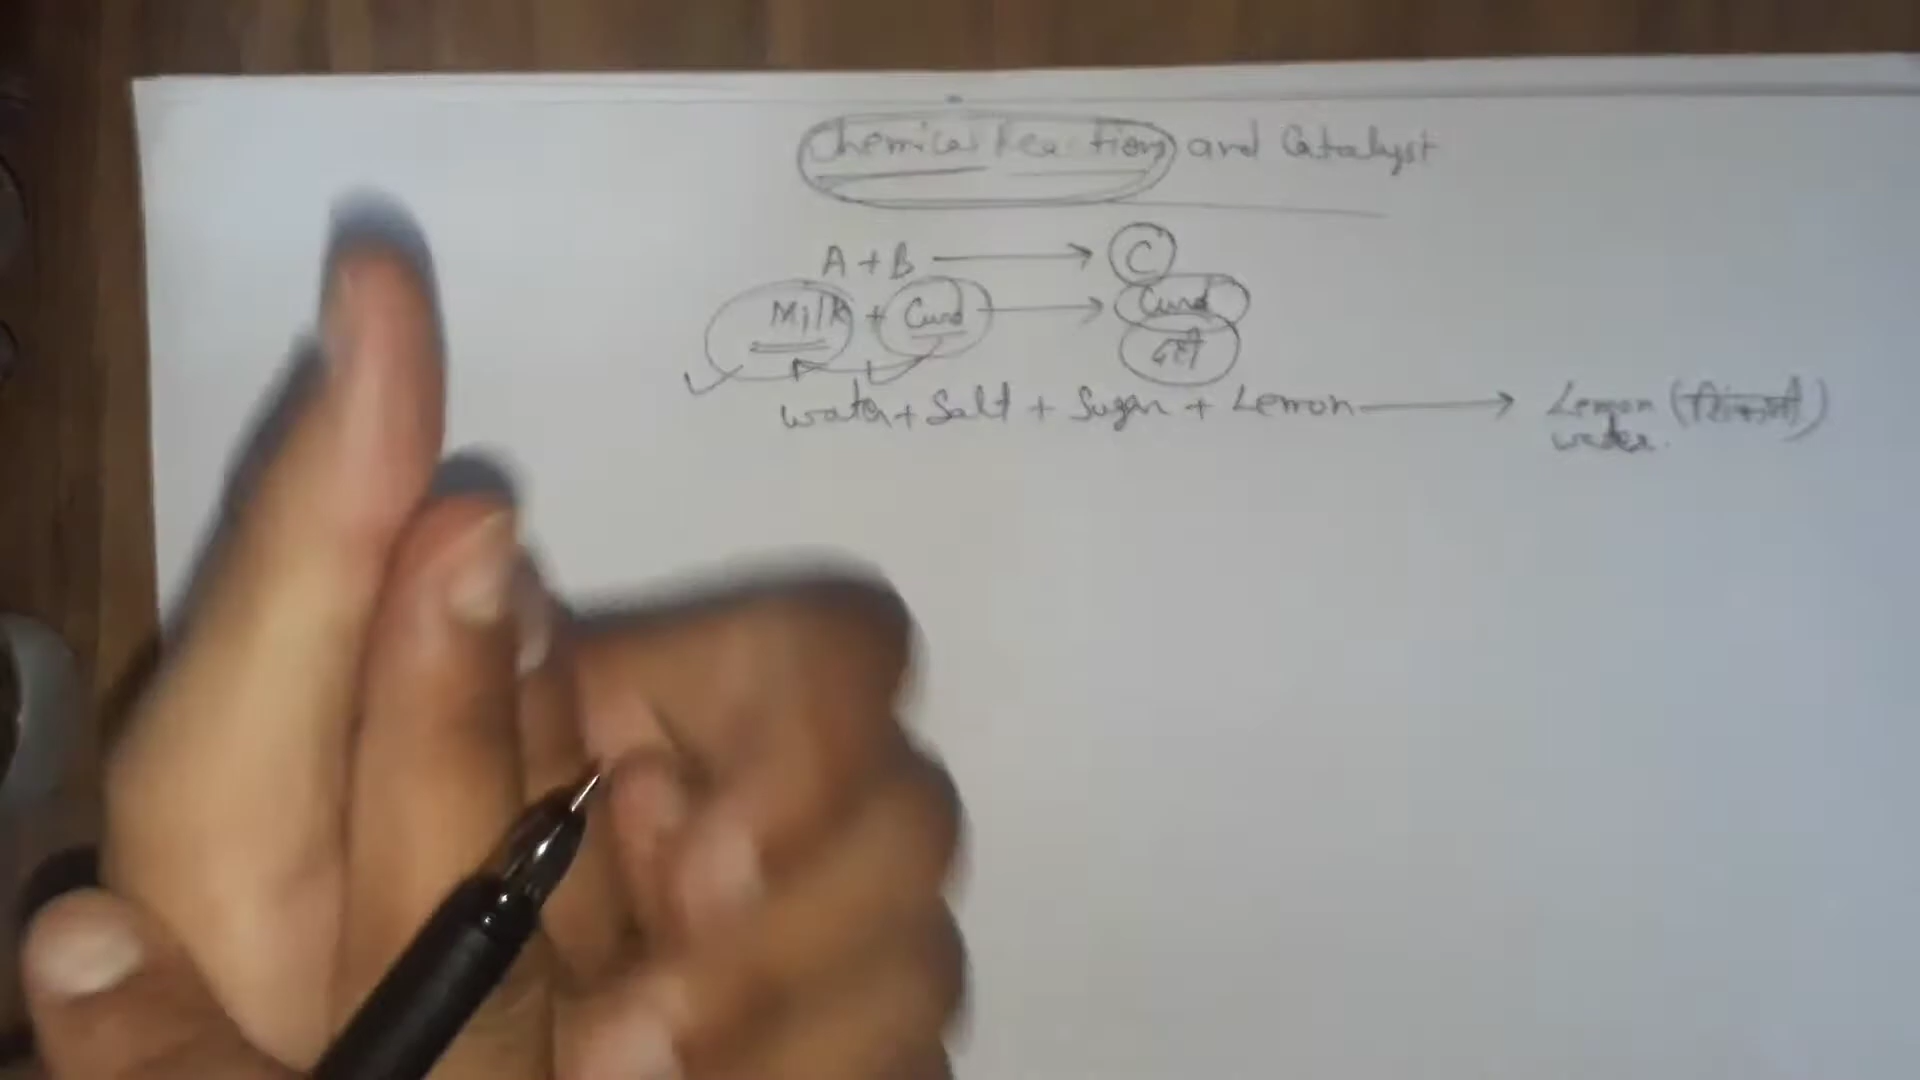 Chemical Reactions and Catalyst
A + B → C
Milk + Curd → Curd
दही
water + Salt + Sugar + Lemon → Lemon (शिकंजी)
water.